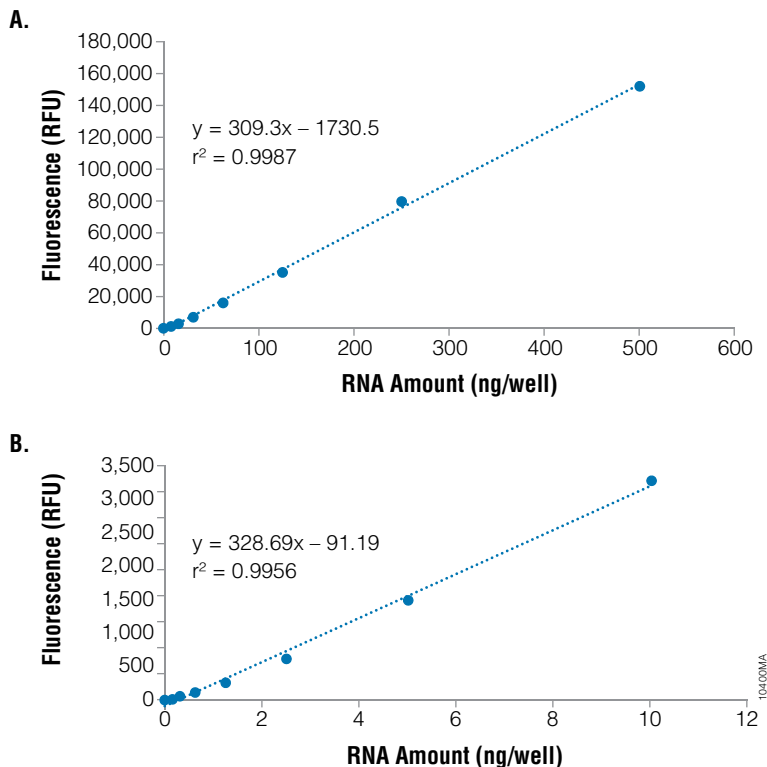 A.
180,000
160,000
140,000
120,000
100,000
80,000
60,000
40,000
20,000
0
Fluorescence (RFU)
y = 309.3x – 1730.5
r² = 0.9987
0 100 200 300 400 500 600
RNA Amount (ng/well)
B.
3,500
3,000
2,500
2,000
1,500
1,000
500
0
Fluorescence (RFU)
y = 328.69x – 91.19
r² = 0.9956
0 2 4 6 8 10 12
RNA Amount (ng/well)
10400MA